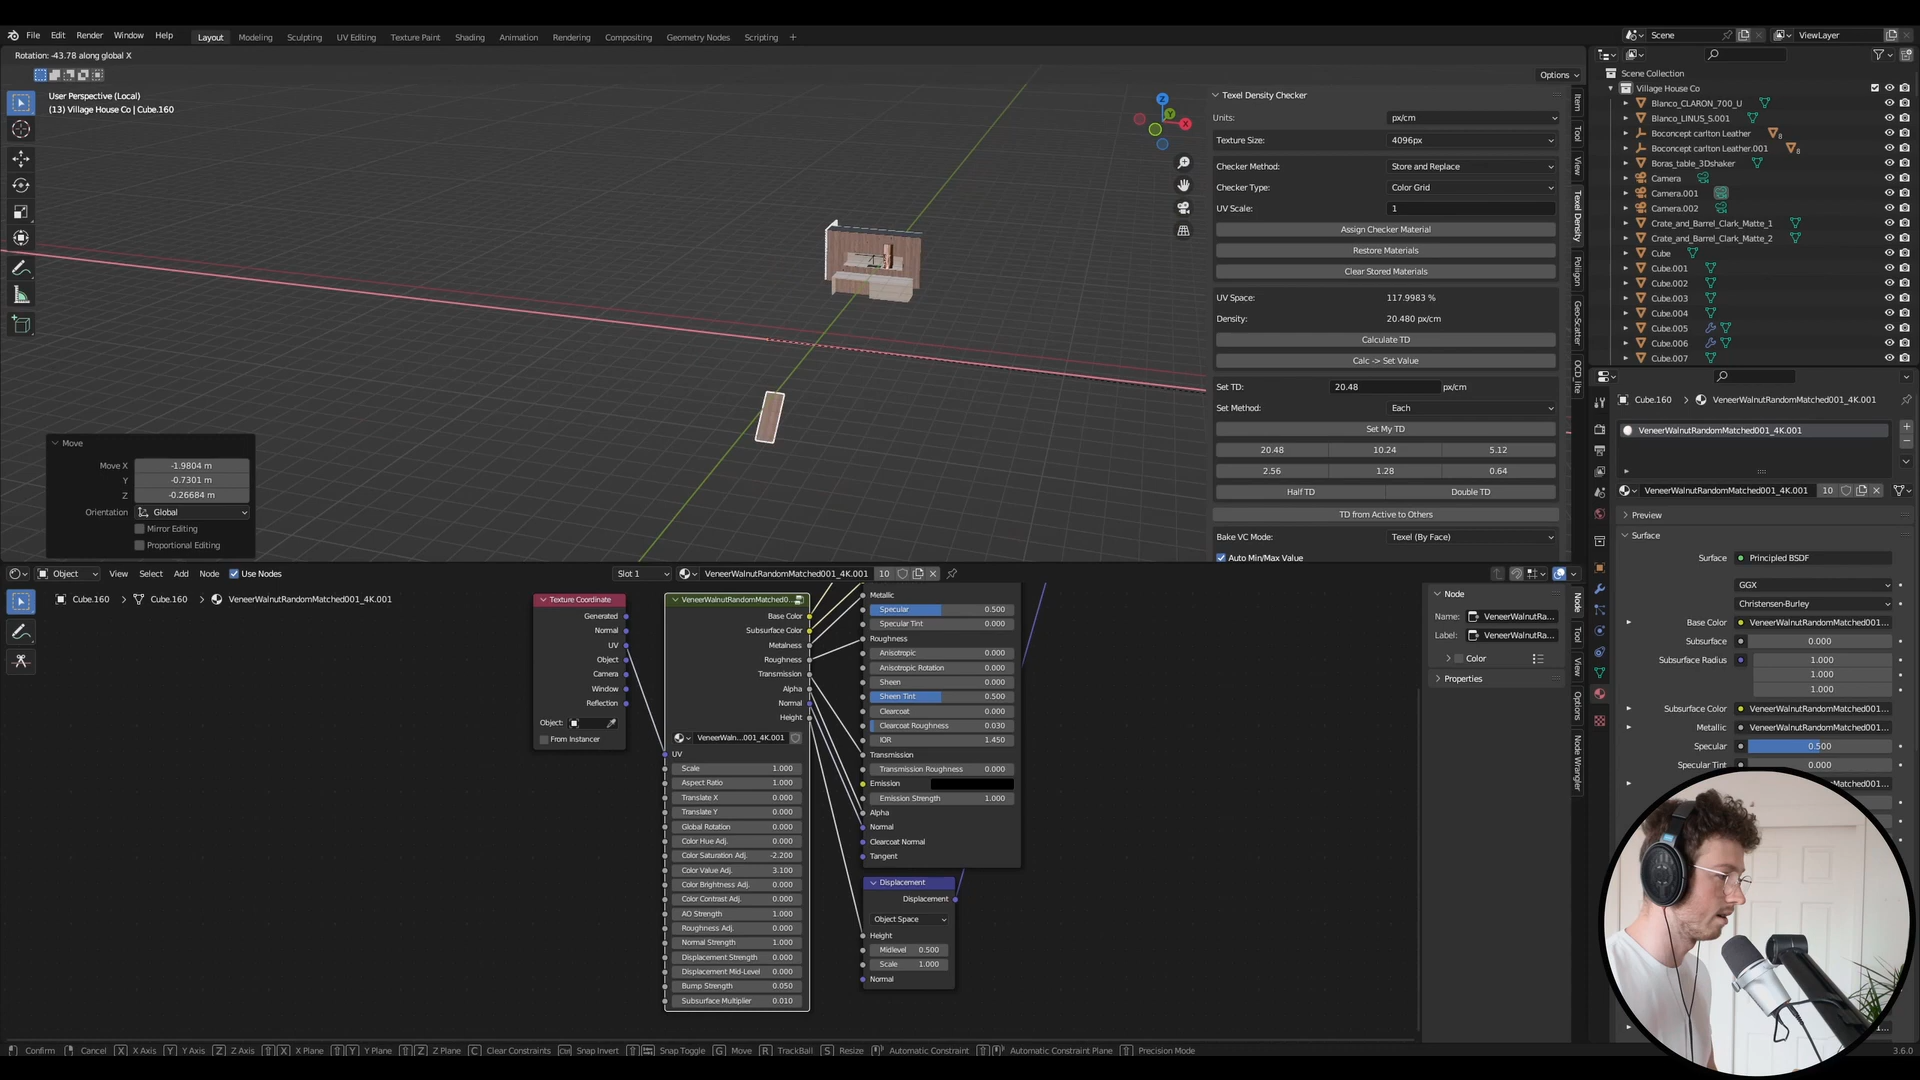 File Edit Render Window Help Layout Modeling Sculpting UV Editing Texture Paint Shading Animation Rendering Compositing Geometry Nodes Scripting + Scene ViewLayer
Rotation: -43.78 along global X
Options
User Perspective (Local)
(13) Village House Co | Cube.160
Z
Y
X
Move
Move X -1.9804 m
Y -0.7301 m
Z -0.26684 m
Orientation Global
Mirror Editing
Proportional Editing
Texel Density Checker
Units: px/cm
Texture Size: 4096px
Checker Method: Store and Replace
Checker Type: Color Grid
UV Scale: 1
Assign Checker Material
Restore Materials
Clear Stored Materials
UV Space: 117.9983 %
Density: 20.480 px/cm
Calculate TD
Calc -> Set Value
Set TD: 20.48 px/cm
Set Method: Each
Set My TD
20.48 10.24 5.12
2.56 1.28 0.64
Half TD Double TD
TD from Active to Others
Bake VC Mode: Texel (By Face)
Auto Min/Max Value
Item
Tool
View
Texel Density
Poliigon
Geo-Scatter
OCD_lite
Scene Collection
Village House Co
Blanco_CLARON_700_U
Blanco_LINUS_S.001
Boconcept carlton Leather 8
Boconcept carlton Leather.001 8
Boras_table_3Dshaker
Camera
Camera.001
Camera.002
Crate_and_Barrel_Clark_Matte_1
Crate_and_Barrel_Clark_Matte_2
Cube
Cube.001
Cube.002
Cube.003
Cube.004
Cube.005
Cube.006
Cube.007
Cube.160 VeneerWalnutRandomMatched001_4K.001
VeneerWalnutRandomMatched001_4K.001
VeneerWalnutRandomMatched001_4K.001 10
Preview
Surface
Surface Principled BSDF
GGX
Christensen-Burley
Base Color VeneerWalnutRandomMatched001...
Subsurface 0.000
Subsurface Radius 1.000
1.000
1.000
Subsurface Color VeneerWalnutRandomMatched001...
Metallic VeneerWalnutRandomMatched001...
Specular 0.500
Specular Tint 0.000
Object View Select Add Node Use Nodes Slot 1 VeneerWalnutRandomMatched001_4K.001 10
Cube.160 Cube.160 VeneerWalnutRandomMatched001_4K.001
Texture Coordinate
Generated
Normal
UV
Object
Camera
Window
Reflection
Object:
From Instancer
VeneerWalnutRandomMatched0...
Base Color
Subsurface Color
Metalness
Roughness
Transmission
Alpha
Normal
Height
VeneerWaln...001_4K.001
UV
Scale 1.000
Aspect Ratio 1.000
Translate X 0.000
Translate Y 0.000
Global Rotation 0.000
Color Hue Adj. 0.000
Color Saturation Adj. -2.200
Color Value Adj. 3.100
Color Brightness Adj. 0.000
Color Contrast Adj. 0.000
AO Strength 1.000
Roughness Adj. 0.000
Normal Strength 1.000
Displacement Strength 0.000
Displacement Mid-Level 0.000
Bump Strength 0.050
Subsurface Multiplier 0.010
Metallic
Specular 0.500
Specular Tint 0.000
Roughness
Anisotropic 0.000
Anisotropic Rotation 0.000
Sheen 0.000
Sheen Tint 0.500
Clearcoat 0.000
Clearcoat Roughness 0.030
IOR 1.450
Transmission
Transmission Roughness 0.000
Emission
Emission Strength 1.000
Alpha
Normal
Clearcoat Normal
Tangent
Displacement
Displacement
Object Space
Height
Midlevel 0.500
Scale 1.000
Normal
Node
Name: VeneerWalnutRa...
Label: VeneerWalnutRa...
Color
Properties
Node
Tool
View
Options
Node Wrangler
Confirm Cancel X X Axis Y Y Axis Z Z Axis X X Plane Y Y Plane Z Z Plane C Clear Constraints Snap Invert Snap Toggle G Move R TrackBall S Resize Automatic Constraint Automatic Constraint Plane Precision Mode 3.6.0